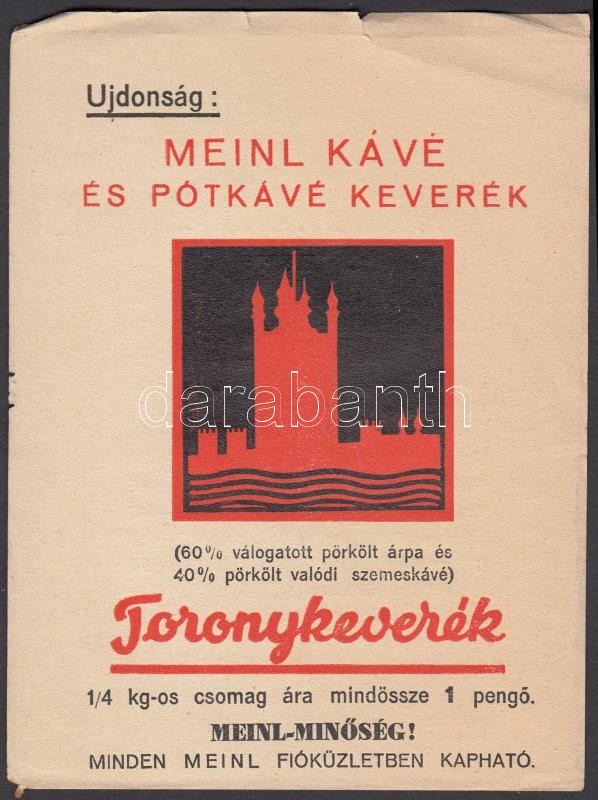 Ujdonság:
MEINL KÁVÉ
ÉS PÓTKÁVÉ KEVERÉK
darabanth
(60% válogatott pörkölt árpa és
40% pörkölt valódi szemeskávé)
Toronykeverék
1/4 kg-os csomag ára mindössze 1 pengő.
MEINL-MINŐSÉG!
MINDEN MEINL FIÓKÜZLETBEN KAPHATÓ.